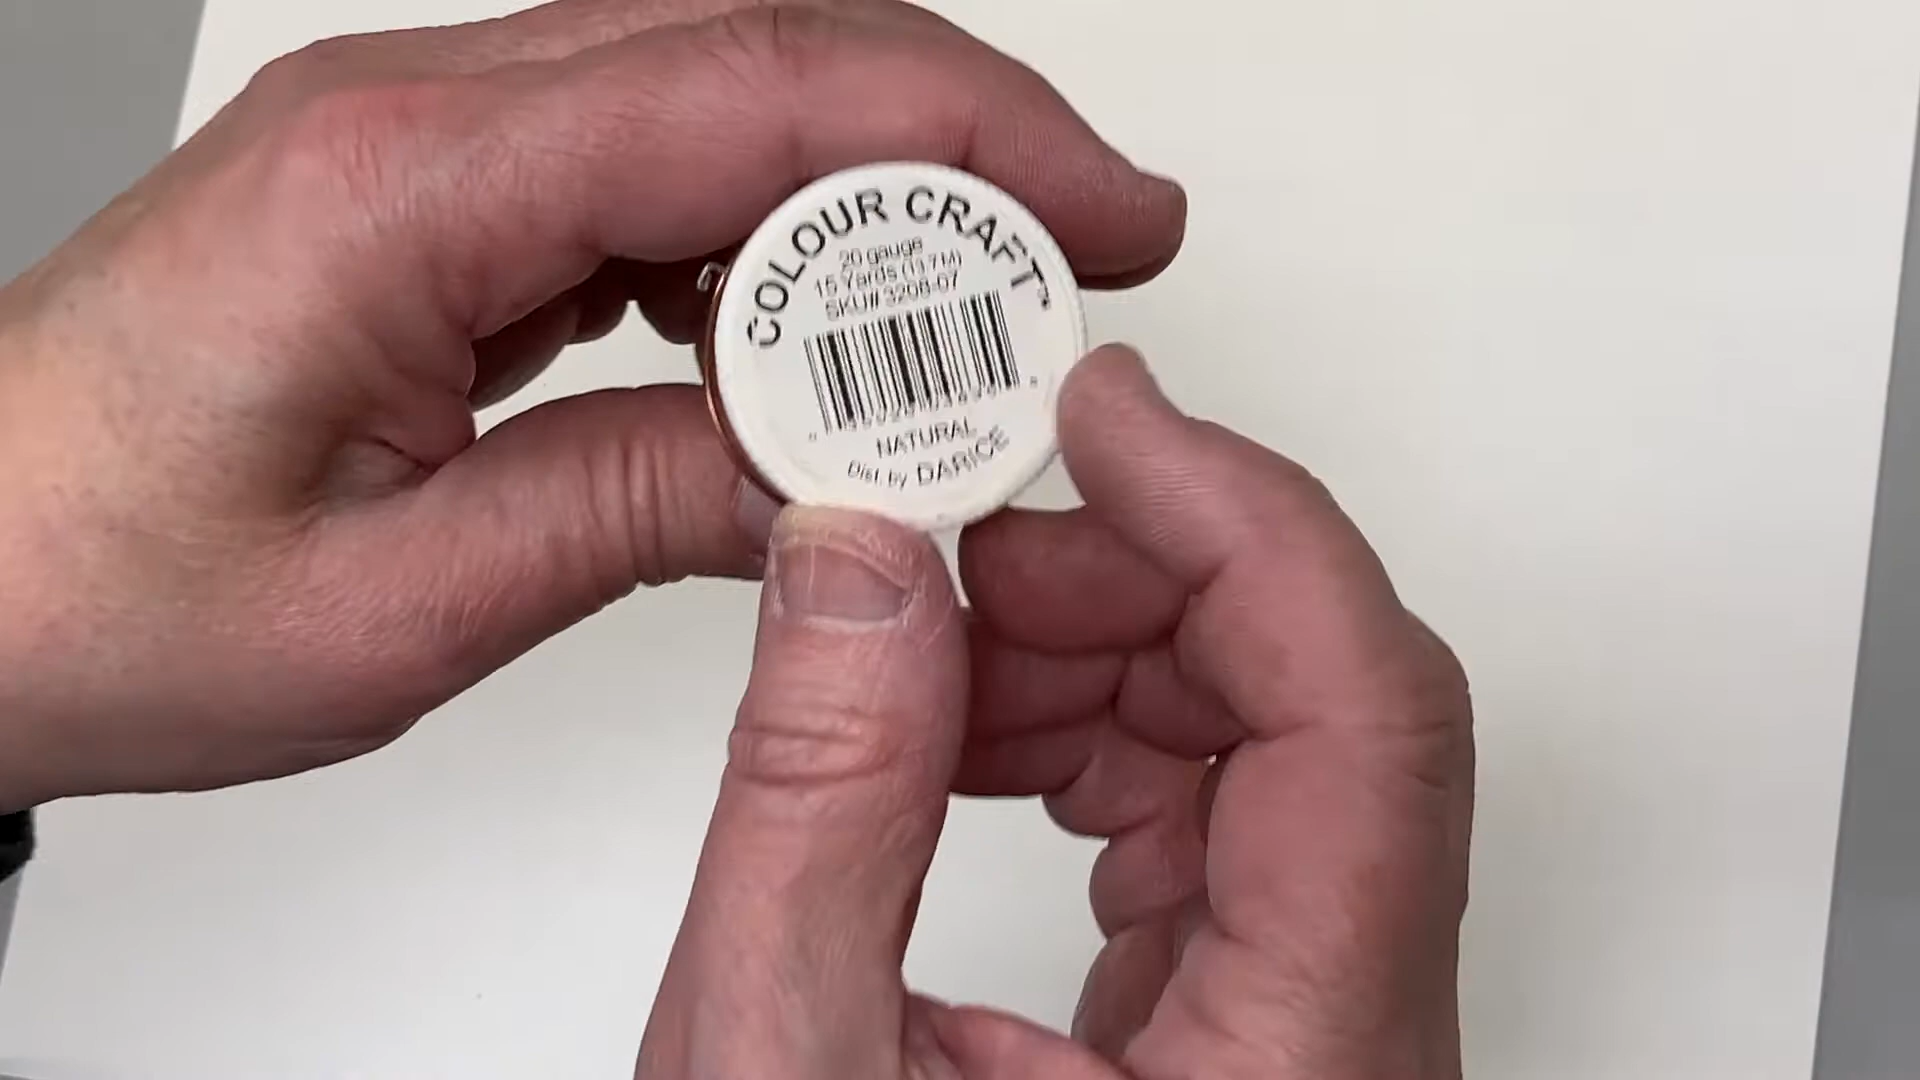 COLOUR CRAFT™
20 gauge
15 Yards (13.7M)
SKU# 3208-07
NATURAL
Dist. by DARICE